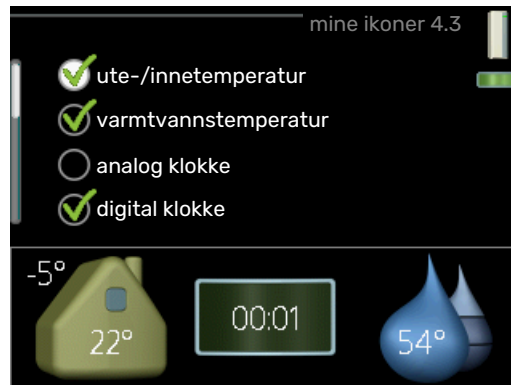 mine ikoner 4.3
ute-/innetemperatur
varmtvannstemperatur
analog klokke
digital klokke
-5°
22°
00:01
54°